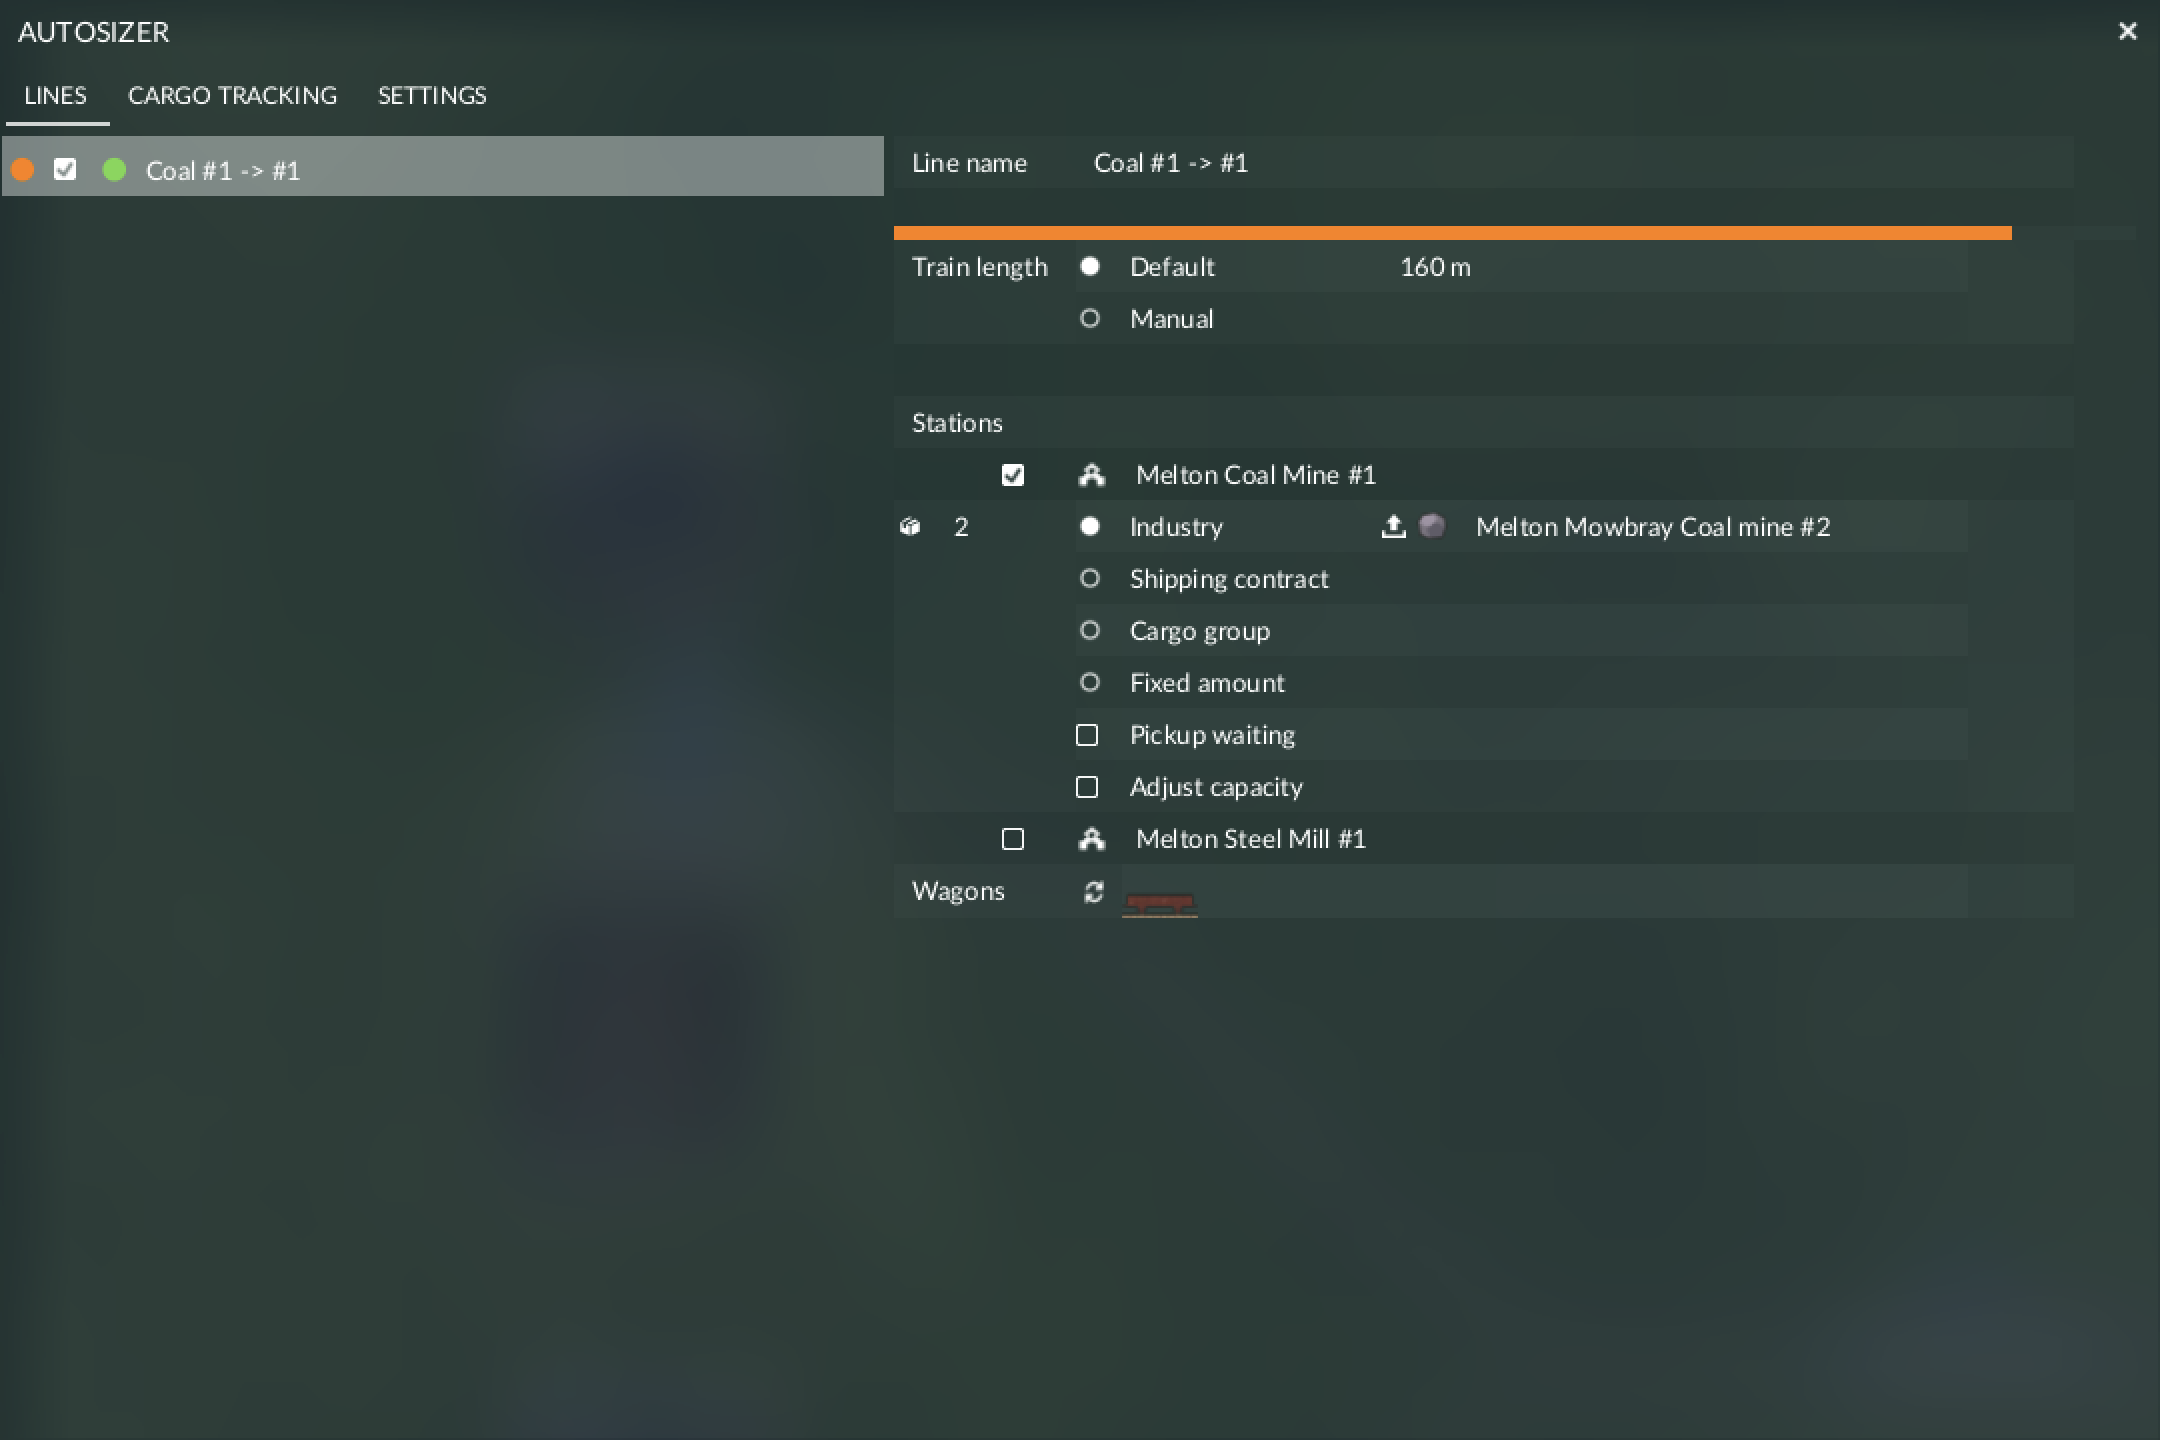 AUTOSIZER
LINES CARGO TRACKING SETTINGS
Coal #1 -> #1
Line name Coal #1 -> #1
Train length Default 160 m
Manual
Stations
Melton Coal Mine #1
2 Industry Melton Mowbray Coal mine #2
Shipping contract
Cargo group
Fixed amount
Pickup waiting
Adjust capacity
Melton Steel Mill #1
Wagons